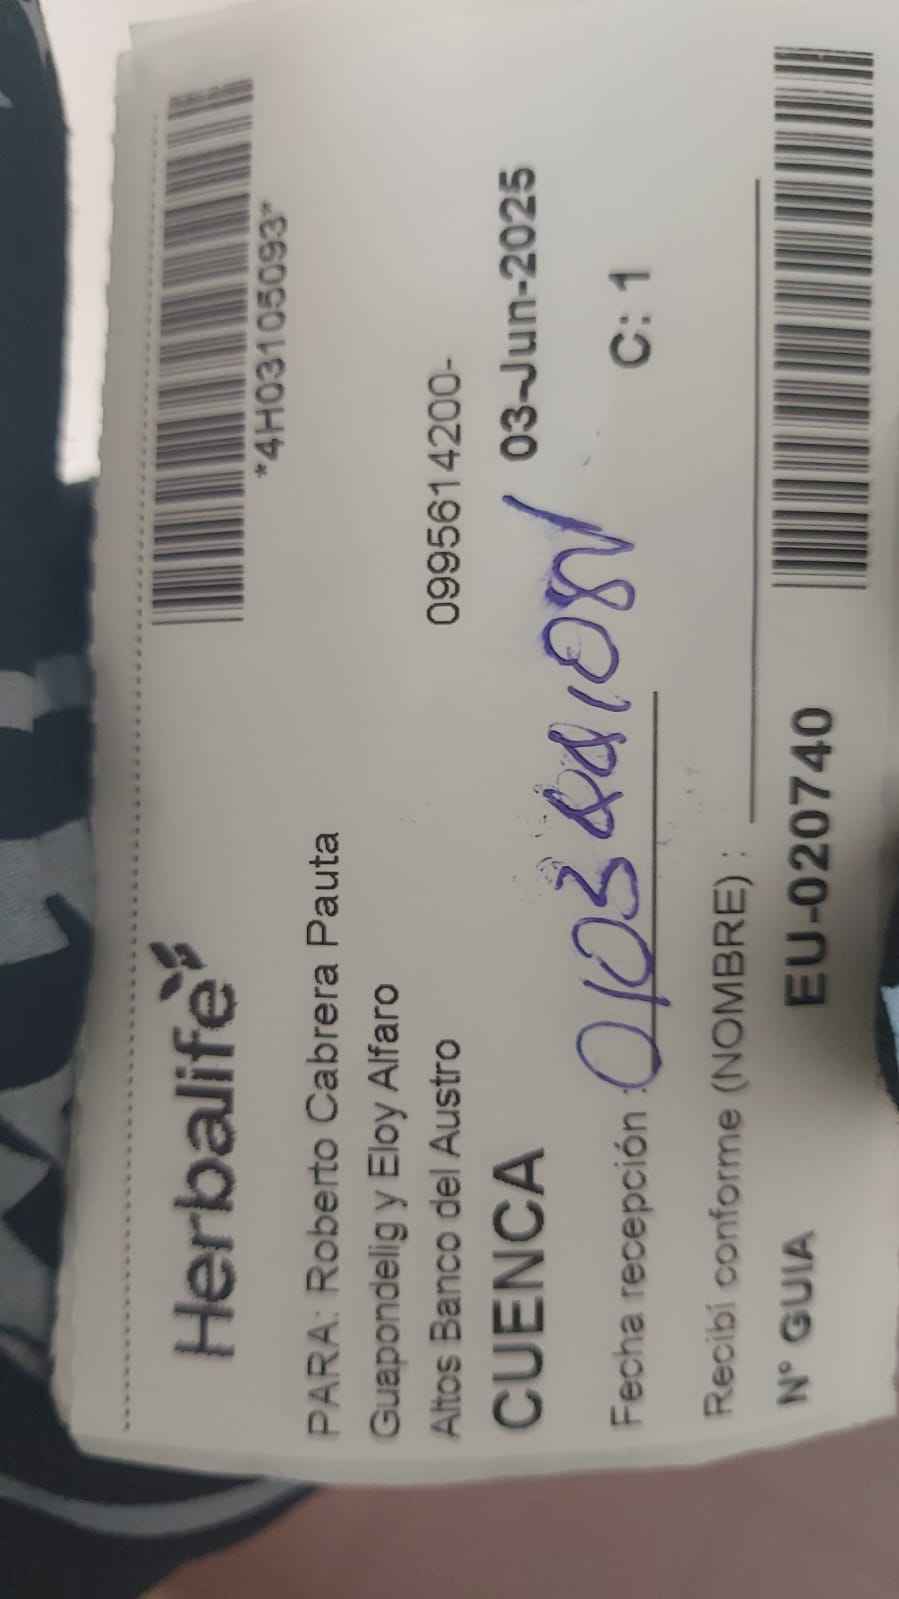 Herbalife
*4H03105093*
PARA: Roberto Cabrera Pauta
Guapondelig y Eloy Alfaro
Altos Banco del Austro 0995614200-
CUENCA 03-Jun-2025
Fecha recepción : C: 1
Recibí conforme (NOMBRE) :
N° GUIA EU-020740